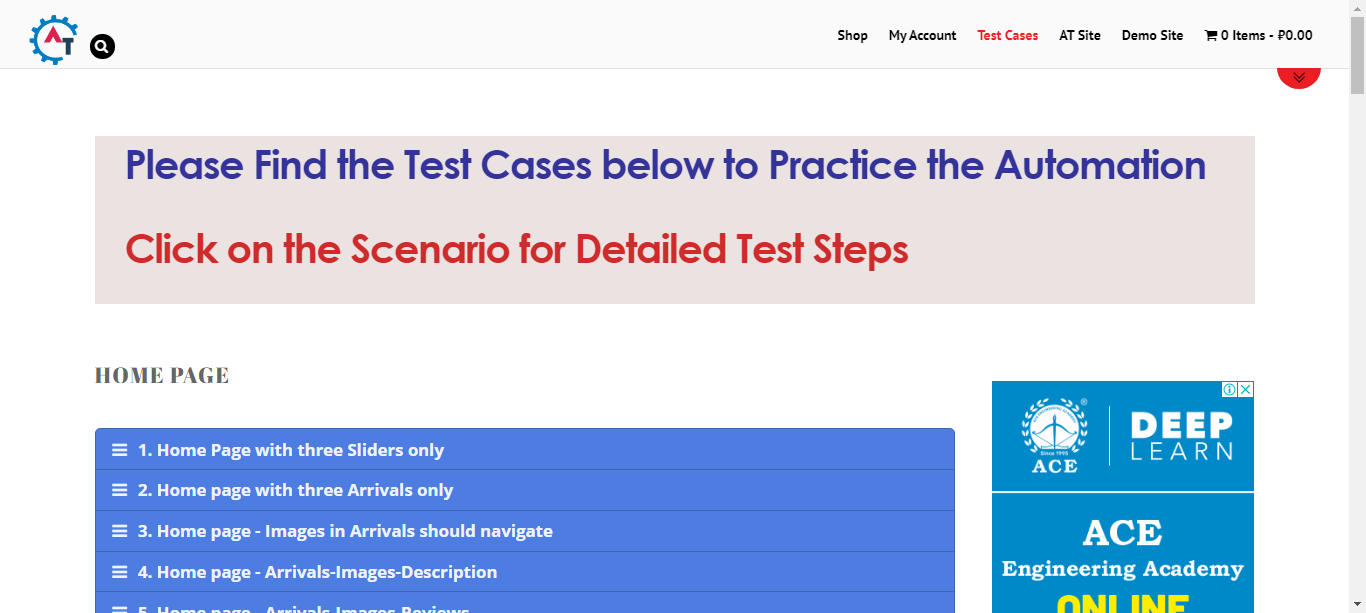 AT
Shop
My Account
Test Cases
AT Site
Demo Site
0 Items - ₽0.00
Please Find the Test Cases below to Practice the Automation
Click on the Scenario for Detailed Test Steps
HOME PAGE
1. Home Page with three Sliders only
2. Home page with three Arrivals only
3. Home page - Images in Arrivals should navigate
4. Home page - Arrivals-Images-Description
5. Home page - Arrivals-Images-Reviews
Since 1995
ACE
DEEP
LEARN
ACE
Engineering Academy
ONLINE